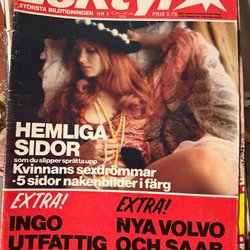 STÖRSTA BILDTIDNINGEN
NR 3
PRIS 2:75
HEMLIGA
SIDOR
som du slipper sprätta upp
Kvinnans sexdrömmar
-5 sidor nakenbilder i färg
EXTRA!
INGO
UTFATTIG
EXTRA!
NYA VOLVO
OCH SAAB